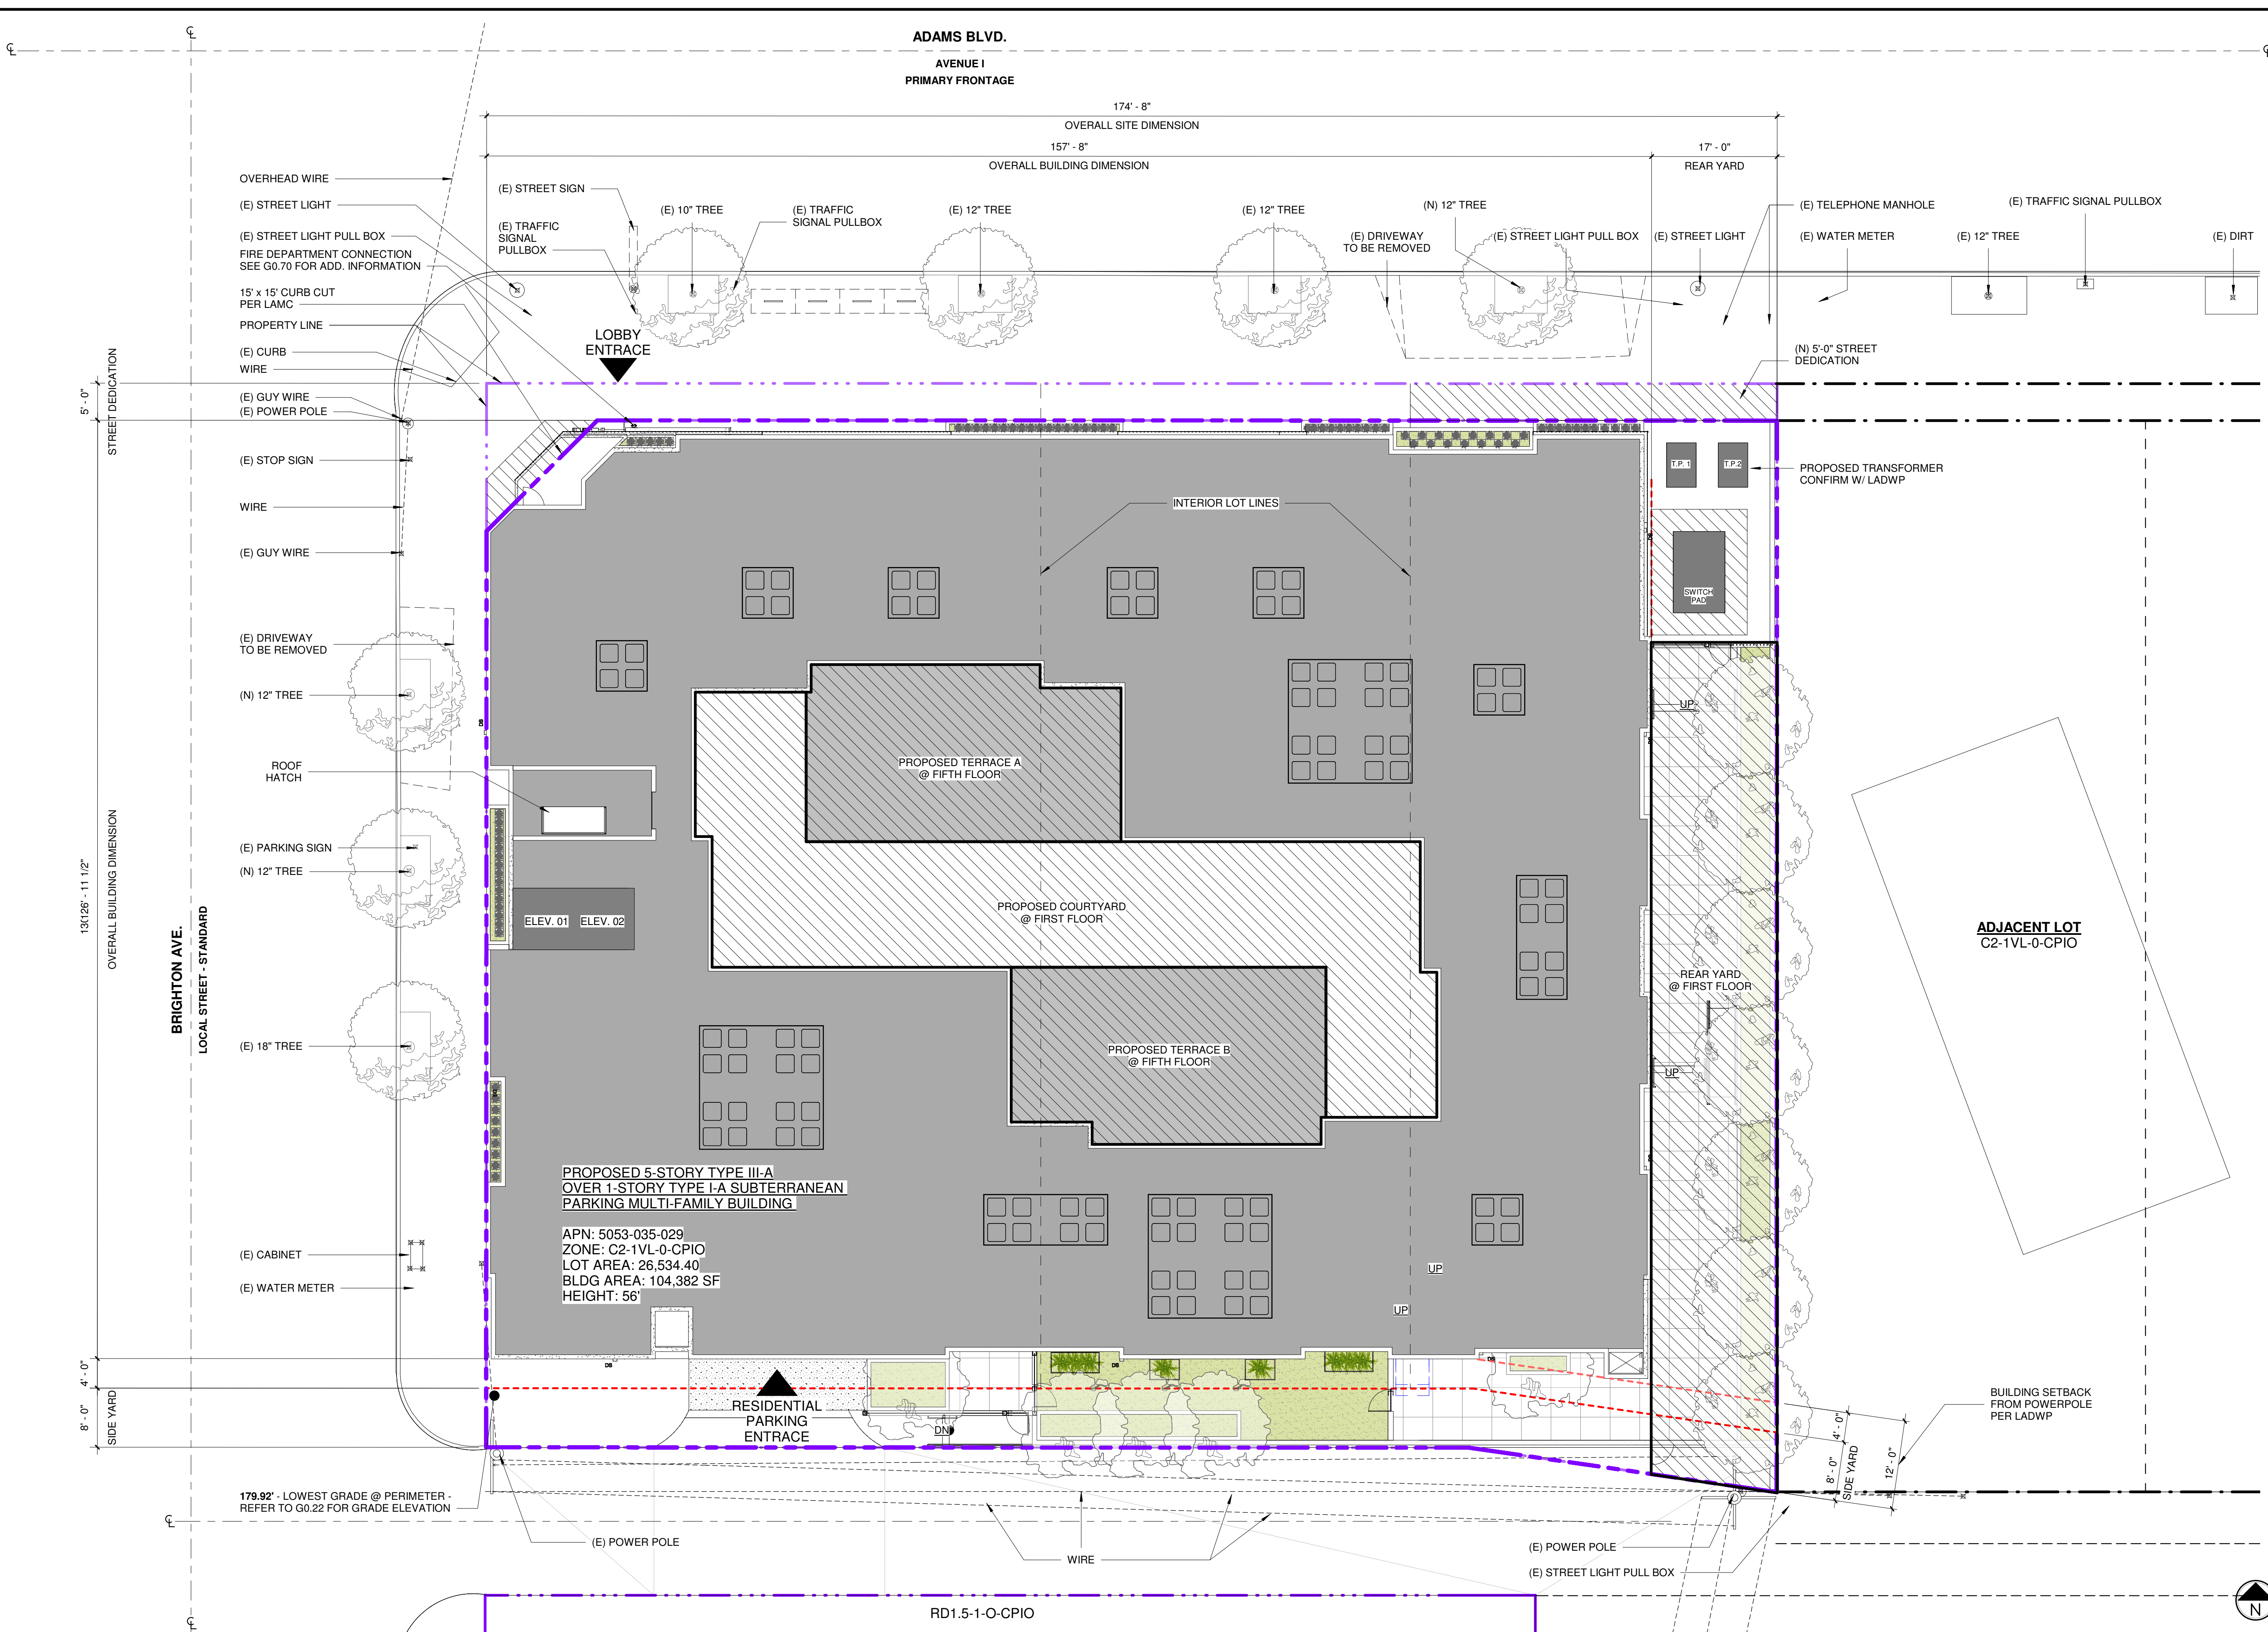 ADAMS BLVD.
AVENUE I
PRIMARY FRONTAGE
174' - 8"
OVERALL SITE DIMENSION
157' - 8"
OVERALL BUILDING DIMENSION
17' - 0"
REAR YARD
OVERHEAD WIRE
(E) STREET LIGHT
(E) STREET LIGHT PULL BOX
FIRE DEPARTMENT CONNECTION
SEE G0.70 FOR ADD. INFORMATION
15' x 15' CURB CUT
PER LAMC
PROPERTY LINE
(E) CURB
WIRE
(E) GUY WIRE
(E) POWER POLE
(E) STOP SIGN
WIRE
(E) GUY WIRE
(E) DRIVEWAY
TO BE REMOVED
(N) 12" TREE
ROOF
HATCH
(E) PARKING SIGN
(N) 12" TREE
(E) 18" TREE
(E) CABINET
(E) WATER METER
179.92' - LOWEST GRADE @ PERIMETER -
REFER TO G0.22 FOR GRADE ELEVATION
5' - 0"
STREET DEDICATION
126' - 11 1/2"
OVERALL BUILDING DIMENSION
4' - 0"
8' - 0"
SIDE YARD
BRIGHTON AVE.
LOCAL STREET - STANDARD
(E) STREET SIGN
(E) TRAFFIC
SIGNAL
PULLBOX
(E) 10" TREE
(E) TRAFFIC
SIGNAL PULLBOX
(E) 12" TREE
(E) 12" TREE
(E) DRIVEWAY
TO BE REMOVED
(N) 12" TREE
(E) STREET LIGHT PULL BOX
(E) STREET LIGHT
(E) TELEPHONE MANHOLE
(E) WATER METER
(E) TRAFFIC SIGNAL PULLBOX
(E) 12" TREE
(E) DIRT
LOBBY
ENTRACE
(N) 5'-0" STREET
DEDICATION
T.P. 1
T.P.2
PROPOSED TRANSFORMER
CONFIRM W/ LADWP
SWITCH
PAD
INTERIOR LOT LINES
DS
DS
DS
DS
DS
DS
DS
DS
DS
UP
PROPOSED TERRACE A
@ FIFTH FLOOR
PROPOSED COURTYARD
@ FIRST FLOOR
ELEV. 01
ELEV. 02
PROPOSED TERRACE B
@ FIFTH FLOOR
REAR YARD
@ FIRST FLOOR
UP
ADJACENT LOT
C2-1VL-0-CPIO
PROPOSED 5-STORY TYPE III-A
OVER 1-STORY TYPE I-A SUBTERRANEAN
PARKING MULTI-FAMILY BUILDING
APN: 5053-035-029
ZONE: C2-1VL-0-CPIO
LOT AREA: 26,534.40
BLDG AREA: 104,382 SF
HEIGHT: 56'
UP
UP
RESIDENTIAL
PARKING
ENTRACE
DN
BUILDING SETBACK
FROM POWERPOLE
PER LADWP
4' - 0"
8' - 0"
SIDE YARD
12' - 0"
(E) POWER POLE
WIRE
(E) POWER POLE
(E) STREET LIGHT PULL BOX
RD1.5-1-O-CPIO
N